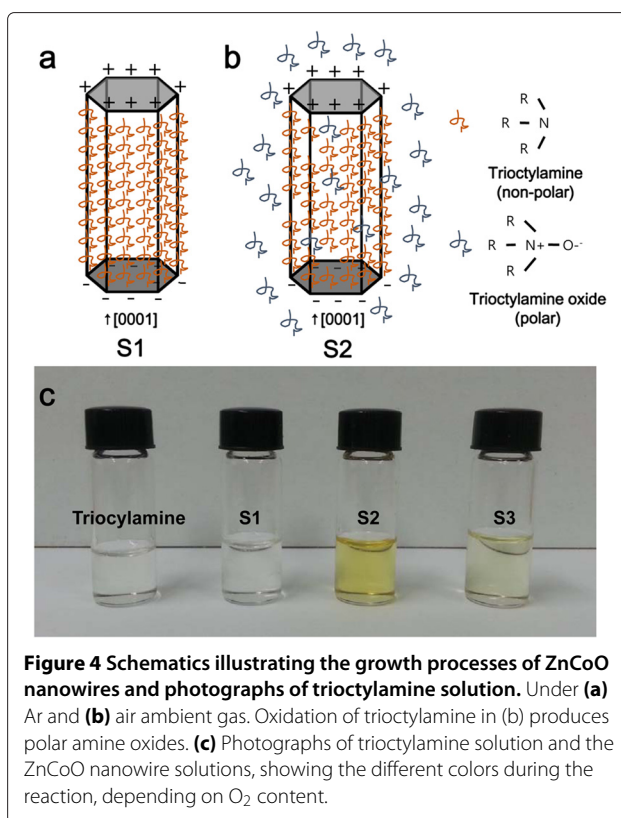 a
+ + +
+ +
+ + +
- - -
- -
- - -
↑[0001]
S1
b
+ + +
+ +
+ + +
- - -
- -
- - -
↑[0001]
S2
R
R — N
R
Trioctylamine
(non-polar)
R
R — N+ — O-
R
Trioctylamine oxide
(polar)
c
Triocylamine S1 S2 S3
Figure 4 Schematics illustrating the growth processes of ZnCoO
nanowires and photographs of trioctylamine solution. Under (a)
Ar and (b) air ambient gas. Oxidation of trioctylamine in (b) produces
polar amine oxides. (c) Photographs of trioctylamine solution and the
ZnCoO nanowire solutions, showing the different colors during the
reaction, depending on O₂ content.